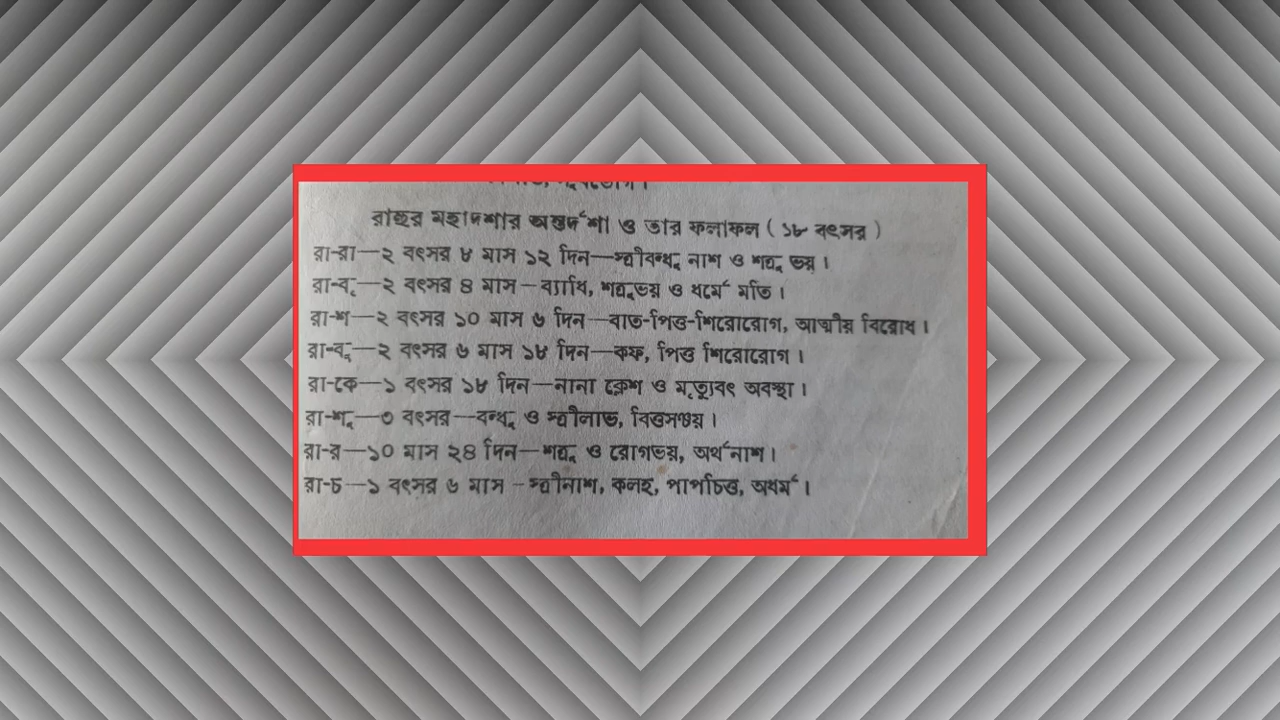 রাহুর মহাদশার অন্তর্দশা ও তার ফলাফল ( ১৮ বৎসর )
রা-রা—২ বৎসর ৮ মাস ১২ দিন—স্ত্রীবন্ধু নাশ ও শত্রু ভয়।
রা-বৃ—২ বৎসর ৪ মাস – ব্যাধি, শত্রুভয় ও ধর্মে মতি।
রা-শ—২ বৎসর ১০ মাস ৬ দিন—বাত-পিত্ত-শিরোরোগ, আত্মীয় বিরোধ।
রা-বু—২ বৎসর ৬ মাস ১৮ দিন—কফ, পিত্ত শিরোরোগ।
রা-কে—১ বৎসর ১৮ দিন—নানা ক্লেশ ও মৃত্যুবৎ অবস্থা।
রা-শু—৩ বৎসর—বন্ধু ও স্ত্রীলাভ, বিত্তসঞ্চয়।
রা-র—১০ মাস ২৪ দিন—শত্রু ও রোগভয়, অর্থনাশ।
রা-চ—১ বৎসর ৬ মাস – স্ত্রীনাশ, কলহ, পাপচিত্ত, অধর্ম।